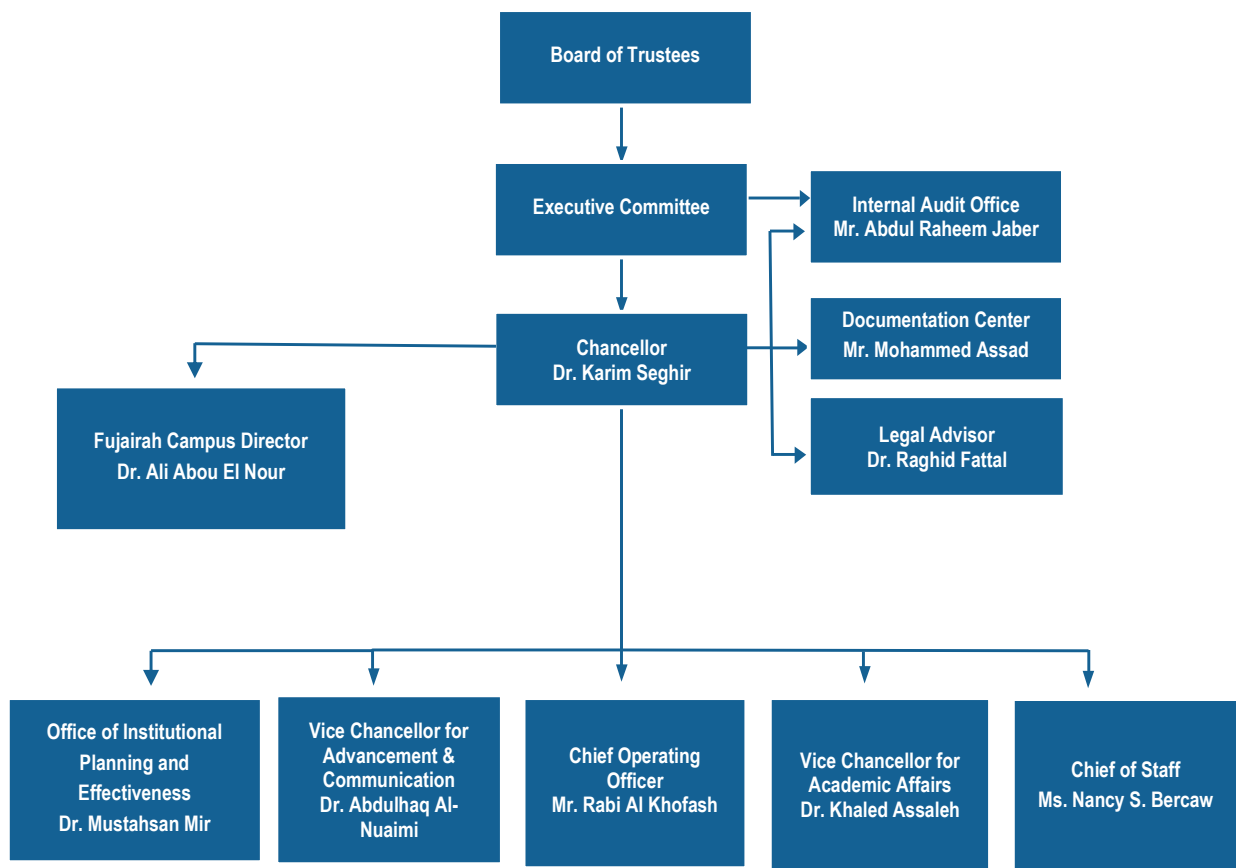 Board of Trustees
Executive Committee
Internal Audit Office
Mr. Abdul Raheem Jaber
Chancellor
Dr. Karim Seghir
Documentation Center
Mr. Mohammed Assad
Fujairah Campus Director
Dr. Ali Abou El Nour
Legal Advisor
Dr. Raghid Fattal
Office of Institutional
Planning and
Effectiveness
Dr. Mustahsan Mir
Vice Chancellor for
Advancement &
Communication
Dr. Abdulhaq Al-
Nuaimi
Chief Operating
Officer
Mr. Rabi Al Khofash
Vice Chancellor for
Academic Affairs
Dr. Khaled Assaleh
Chief of Staff
Ms. Nancy S. Bercaw